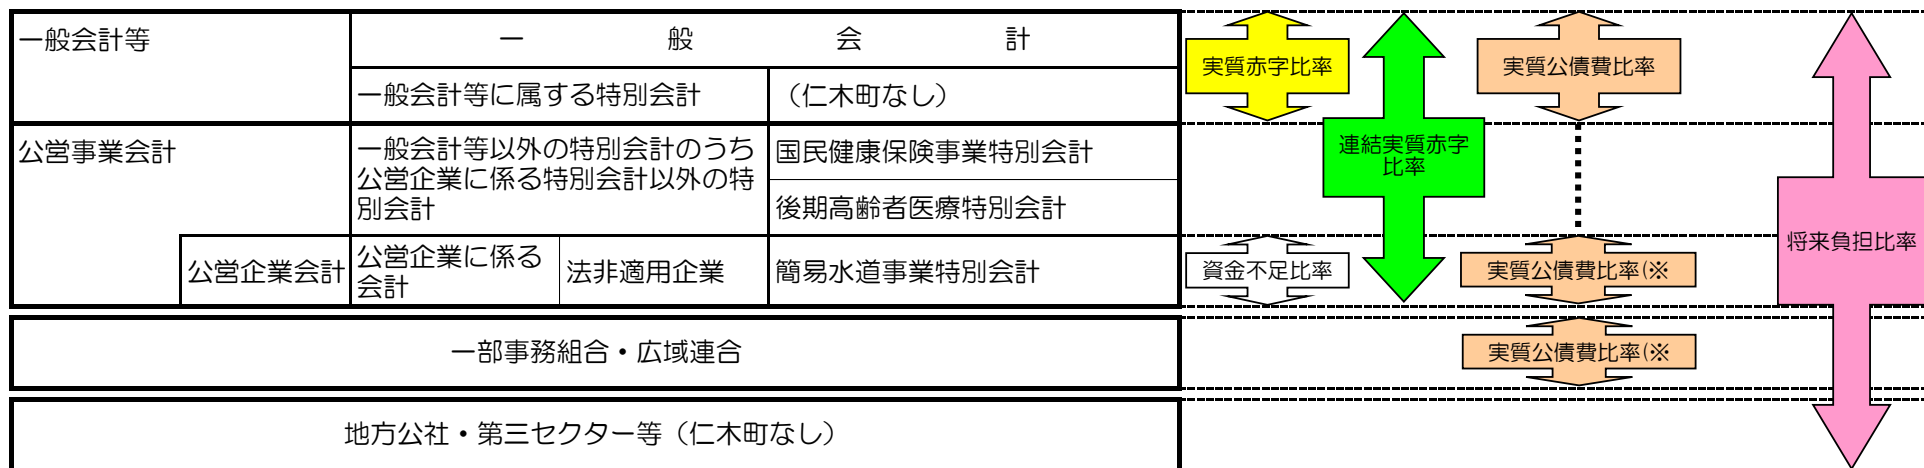 一般会計等
一般会計
実質赤字比率
実質公債費比率
一般会計等に属する特別会計
（仁木町なし）
公営事業会計
一般会計等以外の特別会計のうち
公営企業に係る特別会計以外の特
別会計
国民健康保険事業特別会計
後期高齢者医療特別会計
連結実質赤字
比率
将来負担比率
公営企業会計
公営企業に係る
会計
法非適用企業
簡易水道事業特別会計
資金不足比率
実質公債費比率(※
一部事務組合・広域連合
実質公債費比率(※
地方公社・第三セクター等（仁木町なし）